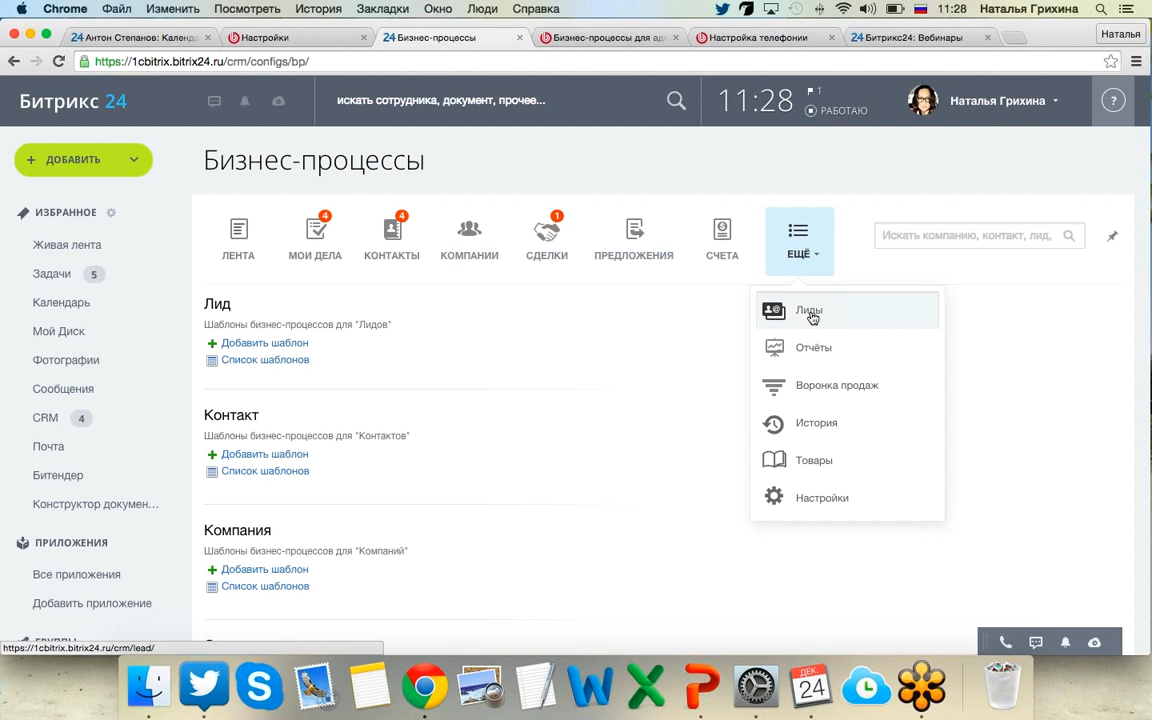 Chrome Файл Изменить Посмотреть История Закладки Окно Люди Справка 11:28 Наталья Грихина
24 Антон Степанов: Календ
Настройки
24 Бизнес-процессы
Бизнес-процессы для ад
Настройка телефонии
24 Битрикс24: Вебинары
Наталья
https://1cbitrix.bitrix24.ru/crm/configs/bp/
Битрикс 24
искать сотрудника, документ, прочее...
11:28
1
РАБОТАЮ
Наталья Грихина
?
+ ДОБАВИТЬ
Бизнес-процессы
ИЗБРАННОЕ
Живая лента
Задачи 5
Календарь
Мой Диск
Фотографии
Сообщения
CRM 4
Почта
Битендер
Конструктор докумен...
ПРИЛОЖЕНИЯ
Все приложения
Добавить приложение
ГРУППЫ
ЛЕНТА
4
МОИ ДЕЛА
4
КОНТАКТЫ
КОМПАНИИ
1
СДЕЛКИ
ПРЕДЛОЖЕНИЯ
СЧЕТА
ЕЩЁ
Искать компанию, контакт, лид,
Лиды
Отчёты
Воронка продаж
История
Товары
Настройки
Лид
Шаблоны бизнес-процессов для "Лидов"
Добавить шаблон
Список шаблонов
Контакт
Шаблоны бизнес-процессов для "Контактов"
Добавить шаблон
Список шаблонов
Компания
Шаблоны бизнес-процессов для "Компаний"
Добавить шаблон
Список шаблонов
https://1cbitrix.bitrix24.ru/crm/lead/
ДЕК
24